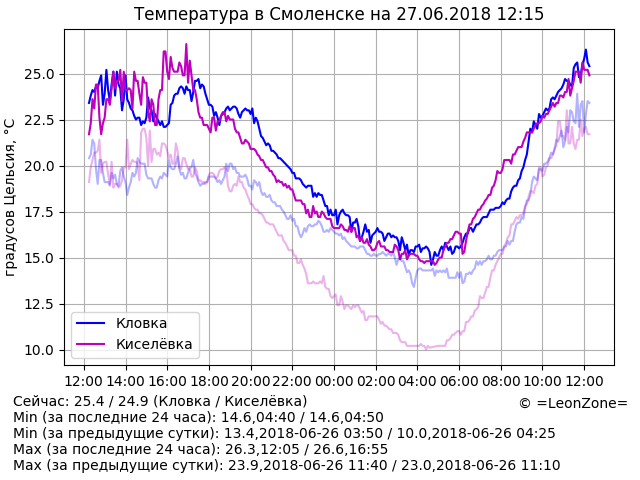 Температура в Смоленске на 27.06.2018 12:15
градусов Цельсия, °C
25.0
22.5
20.0
17.5
15.0
12.5
10.0
Кловка
Киселёвка
12:00 14:00 16:00 18:00 20:00 22:00 00:00 02:00 04:00 06:00 08:00 10:00 12:00
Сейчас: 25.4 / 24.9 (Кловка / Киселёвка)
© =LeonZone=
Min (за последние 24 часа): 14.6,04:40 / 14.6,04:50
Min (за предыдущие сутки): 13.4,2018-06-26 03:50 / 10.0,2018-06-26 04:25
Max (за последние 24 часа): 26.3,12:05 / 26.6,16:55
Max (за предыдущие сутки): 23.9,2018-06-26 11:40 / 23.0,2018-06-26 11:10